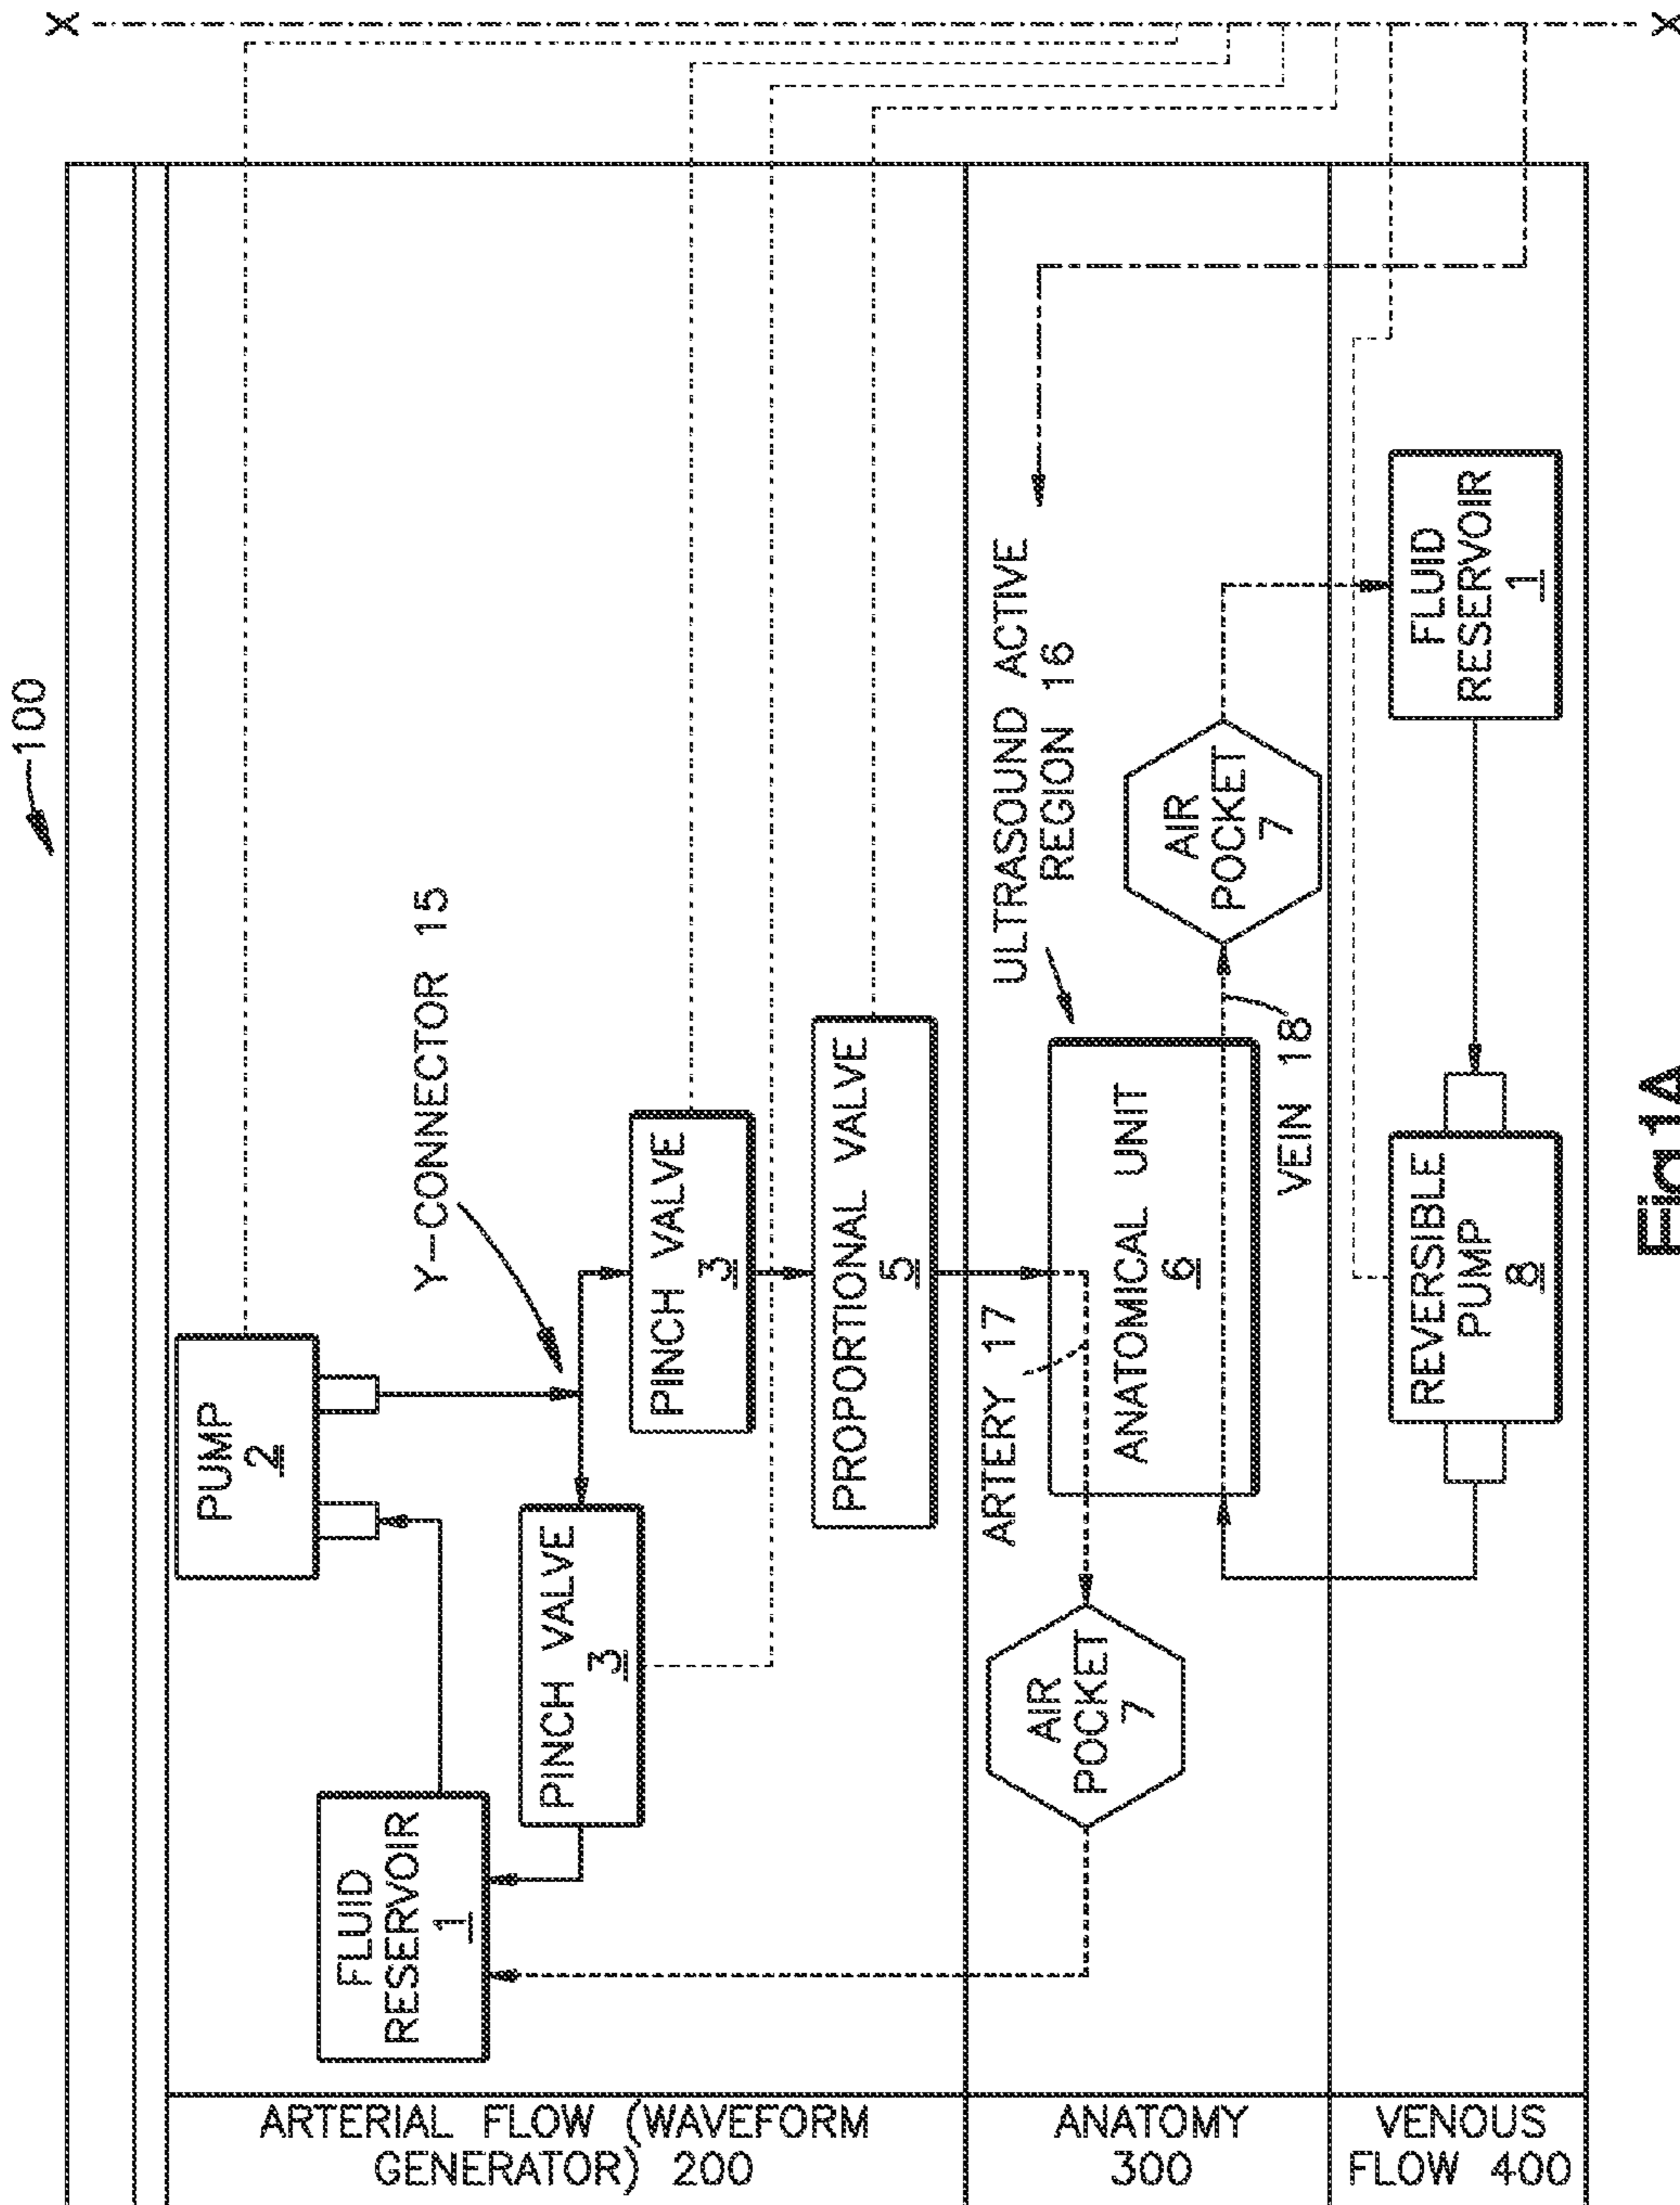 100
X
X
PUMP
2
Y-CONNECTOR 15
FLUID
RESERVOIR
1
PINCH VALVE
3
PINCH VALVE
3
PROPORTIONAL VALVE
5
ARTERIAL FLOW (WAVEFORM
GENERATOR) 200
ARTERY 17
ULTRASOUND ACTIVE
REGION 16
AIR
POCKET
7
ANATOMICAL UNIT
6
AIR
POCKET
7
VEIN 18
ANATOMY
300
REVERSIBLE
PUMP
8
FLUID
RESERVOIR
1
VENOUS
FLOW 400
Fig1A